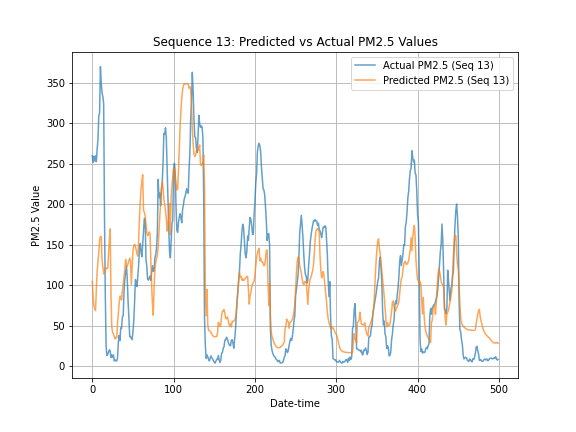 Sequence 13: Predicted vs Actual PM2.5 Values
Actual PM2.5 (Seq 13)
Predicted PM2.5 (Seq 13)
350
300
250
200
150
100
50
0
PM2.5 Value
0 100 200 300 400 500
Date-time